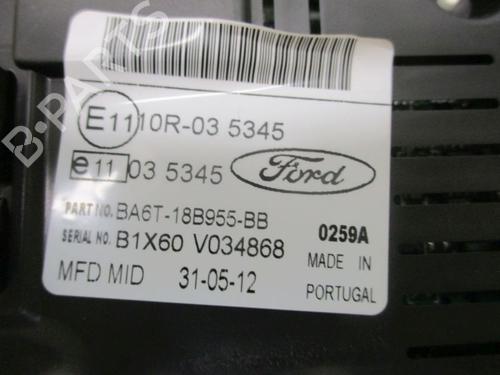 E11 10R-03 5345
e11 03 5345 Ford
PART NO. BA6T-18B955-BB
SERIAL NO. B1X60 V034868
0259A
MFD MID 31-05-12
MADE IN
PORTUGAL
B-PARTS